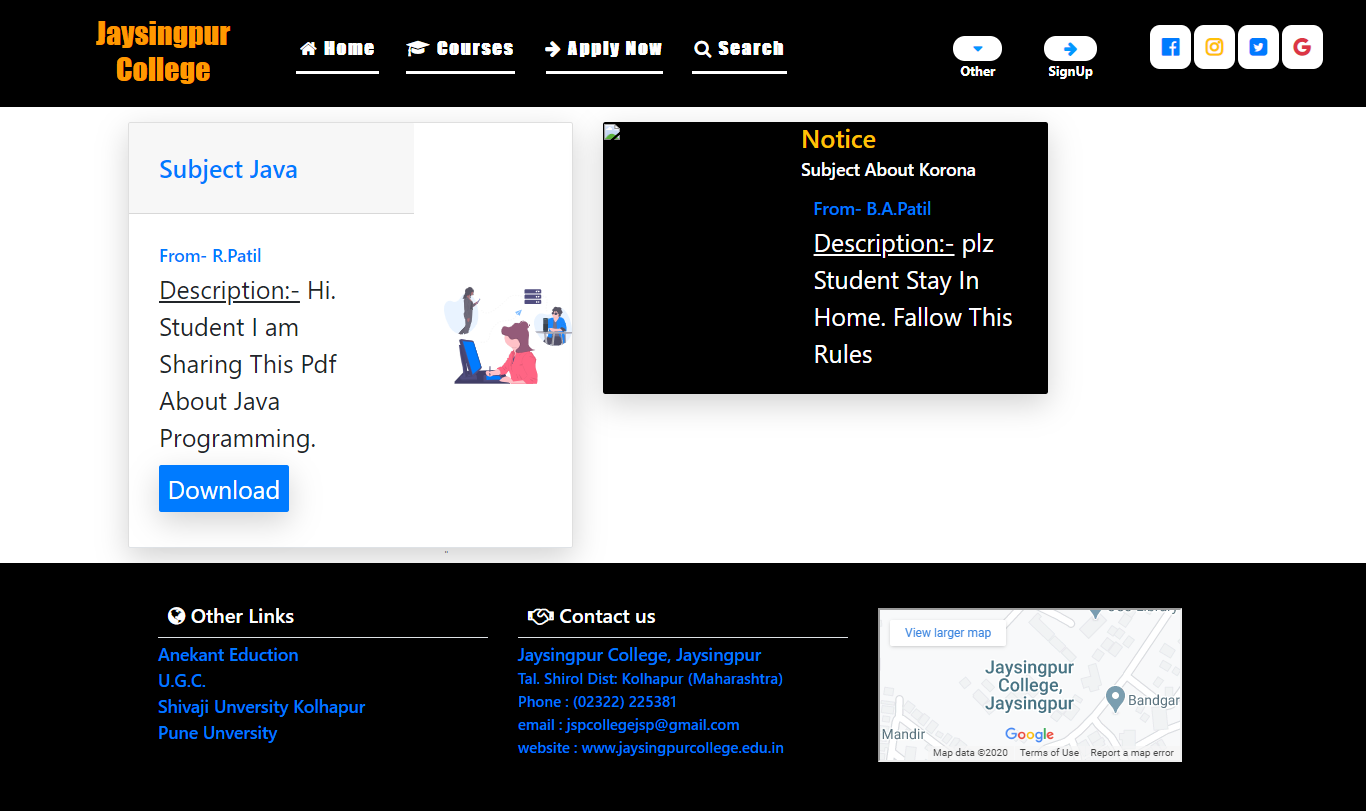 Jaysingpur
College
Home
Courses
Apply Now
Search
Other
SignUp
Subject Java
From- R.Patil
Description:- Hi.
Student I am
Sharing This Pdf
About Java
Programming.
Download
Notice
Subject About Korona
From- B.A.Patil
Description:- plz
Student Stay In
Home. Fallow This
Rules
Other Links
Anekant Eduction
U.G.C.
Shivaji Unversity Kolhapur
Pune Unversity
Contact us
Jaysingpur College, Jaysingpur
Tal. Shirol Dist: Kolhapur (Maharashtra)
Phone : (02322) 225381
email : jspcollegejsp@gmail.com
website : www.jaysingpurcollege.edu.in
View larger map
Jaysingpur
College,
Jaysingpur
Bandgar
Mandir
Google
Map data ©2020 Terms of Use Report a map error